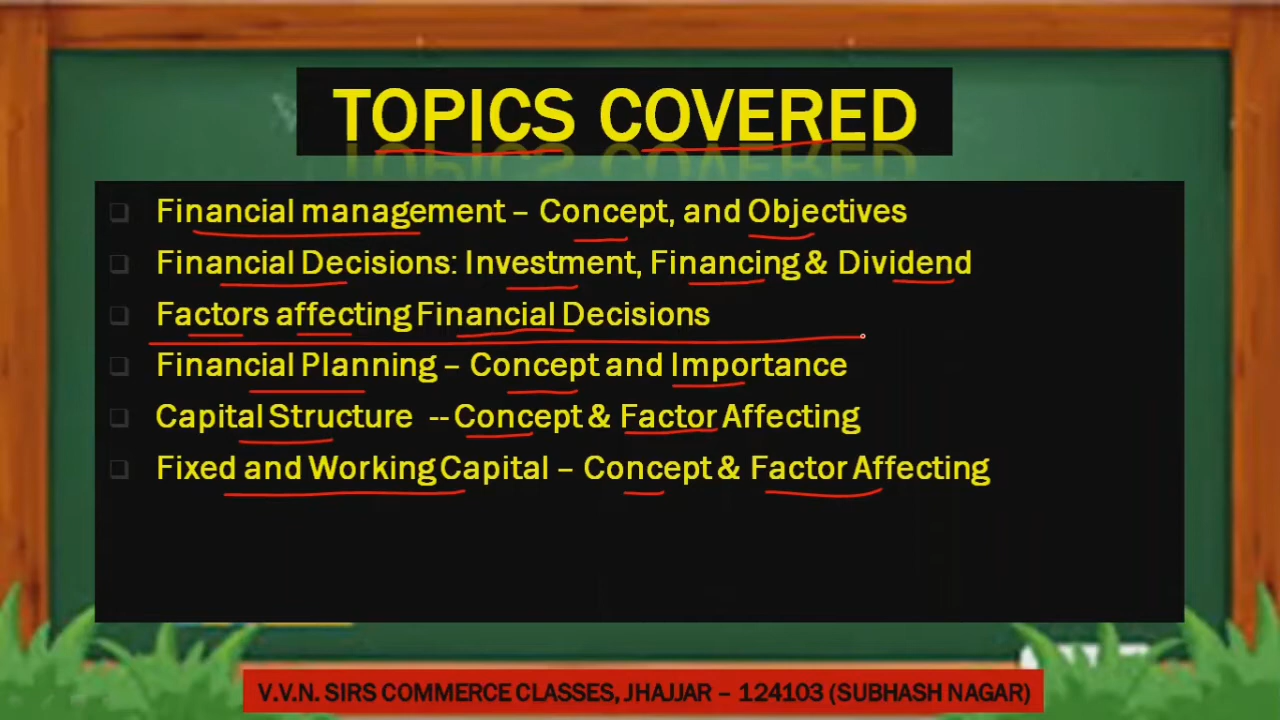 TOPICS COVERED
Financial management – Concept, and Objectives
Financial Decisions: Investment, Financing & Dividend
Factors affecting Financial Decisions
Financial Planning – Concept and Importance
Capital Structure -- Concept & Factor Affecting
Fixed and Working Capital – Concept & Factor Affecting
V.V.N. SIRS COMMERCE CLASSES, JHAJJAR – 124103 (SUBHASH NAGAR)